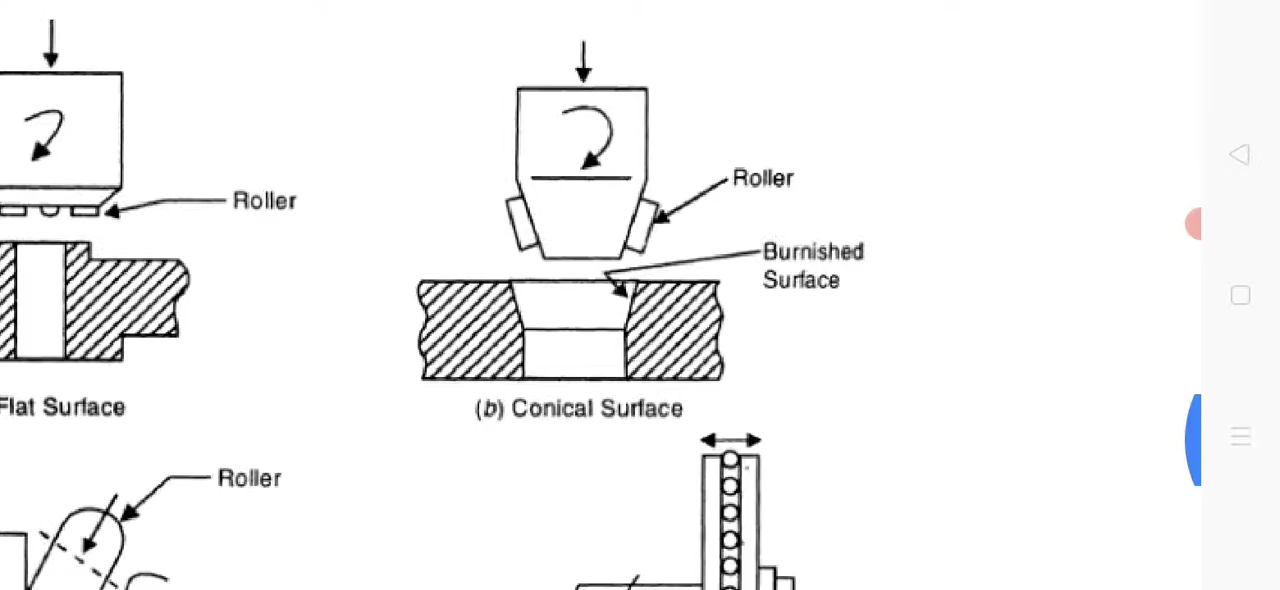 Roller
Roller
Burnished
Surface
Flat Surface
(b) Conical Surface
Roller